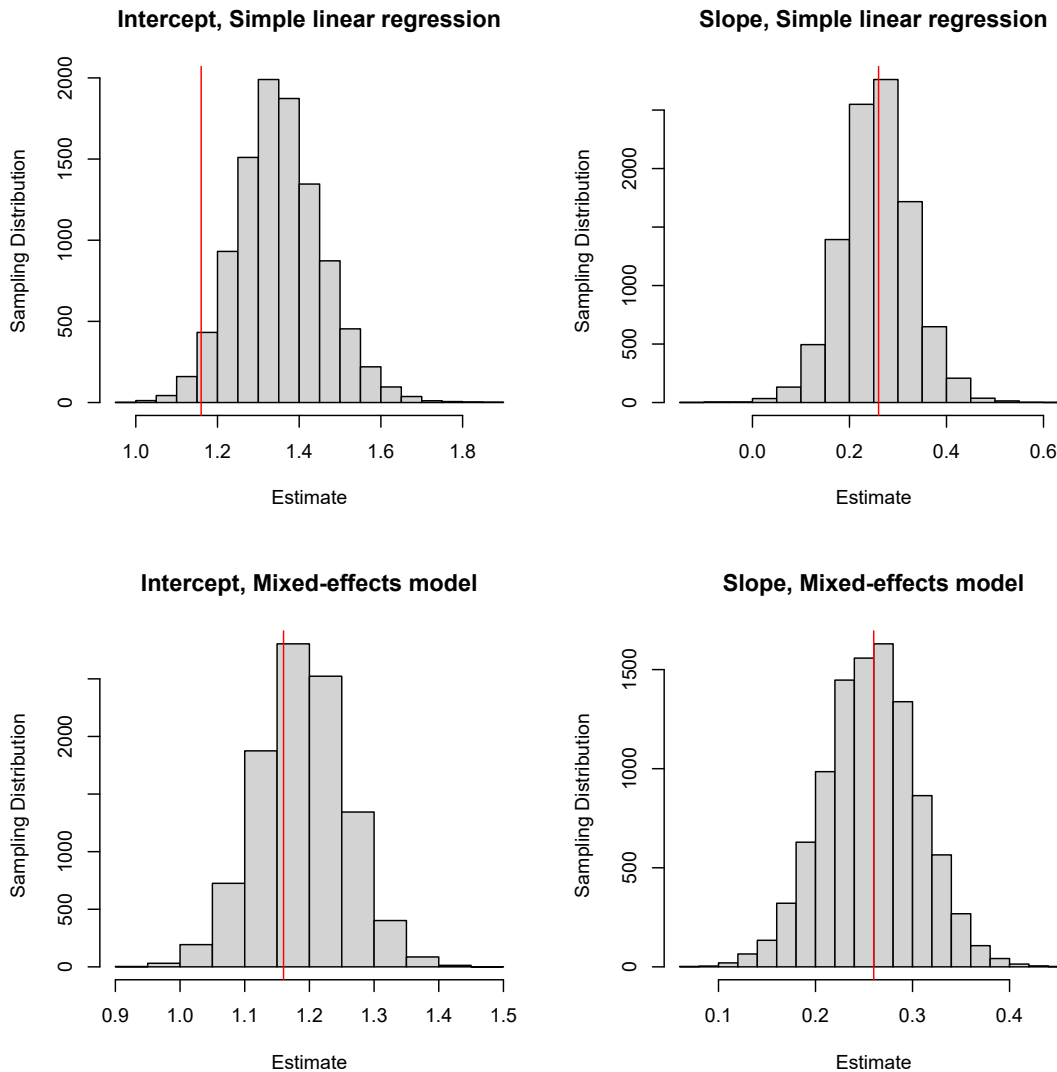 Intercept, Simple linear regression
Sampling Distribution
0 500 1000 1500 2000
1.0 1.2 1.4 1.6 1.8
Estimate
Slope, Simple linear regression
Sampling Distribution
0 500 1000 2000
0.0 0.2 0.4 0.6
Estimate
Intercept, Mixed-effects model
Sampling Distribution
0 500 1000 2000
0.9 1.0 1.1 1.2 1.3 1.4 1.5
Estimate
Slope, Mixed-effects model
Sampling Distribution
0 500 1000 1500
0.1 0.2 0.3 0.4
Estimate